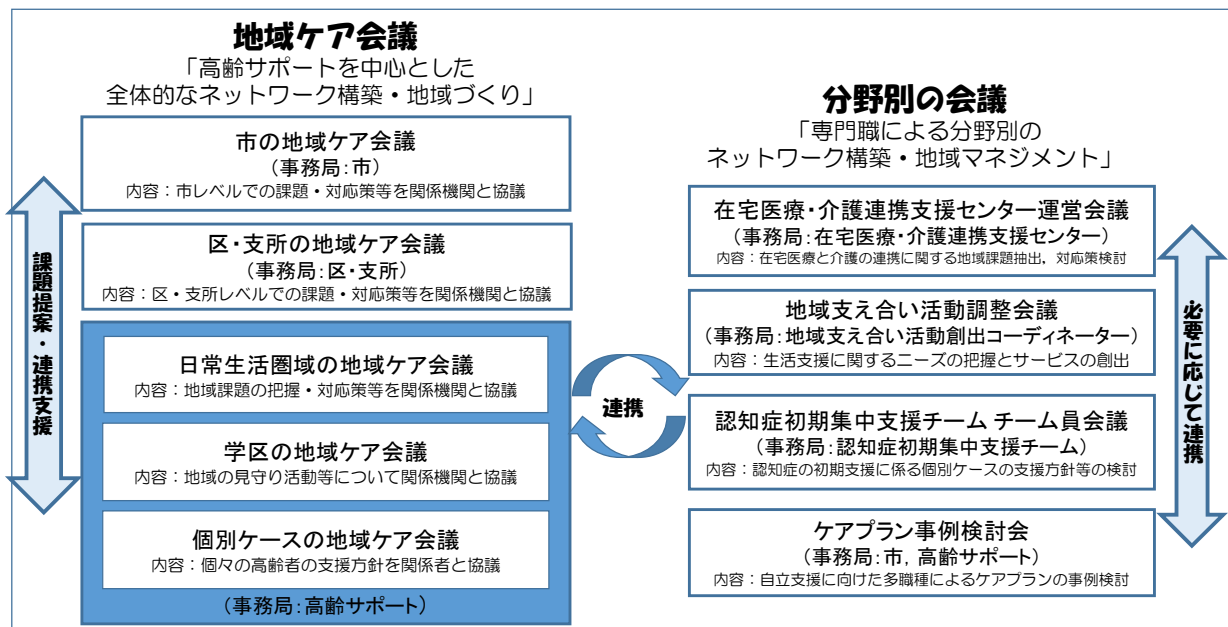 地域ケア会議
「高齢サポートを中心とした
全体的なネットワーク構築・地域づくり」
市の地域ケア会議
(事務局:市)
内容：市レベルでの課題・対応策等を関係機関と協議
区・支所の地域ケア会議
(事務局:区・支所)
内容：区・支所レベルでの課題・対応策等を関係機関と協議
日常生活圏域の地域ケア会議
内容：地域課題の把握・対応策等を関係機関と協議
学区の地域ケア会議
内容：地域の見守り活動等について関係機関と協議
個別ケースの地域ケア会議
内容：個々の高齢者の支援方針を関係者と協議
(事務局:高齢サポート)
課題提案・連携支援
連携
分野別の会議
「専門職による分野別の
ネットワーク構築・地域マネジメント」
在宅医療・介護連携支援センター運営会議
(事務局:在宅医療・介護連携支援センター)
内容：在宅医療と介護の連携に関する地域課題抽出，対応策検討
地域支え合い活動調整会議
(事務局:地域支え合い活動創出コーディネーター)
内容：生活支援に関するニーズの把握とサービスの創出
認知症初期集中支援チーム チーム員会議
(事務局:認知症初期集中支援チーム)
内容：認知症の初期支援に係る個別ケースの支援方針等の検討
ケアプラン事例検討会
(事務局:市，高齢サポート)
内容：自立支援に向けた多職種によるケアプランの事例検討
必要に応じて連携